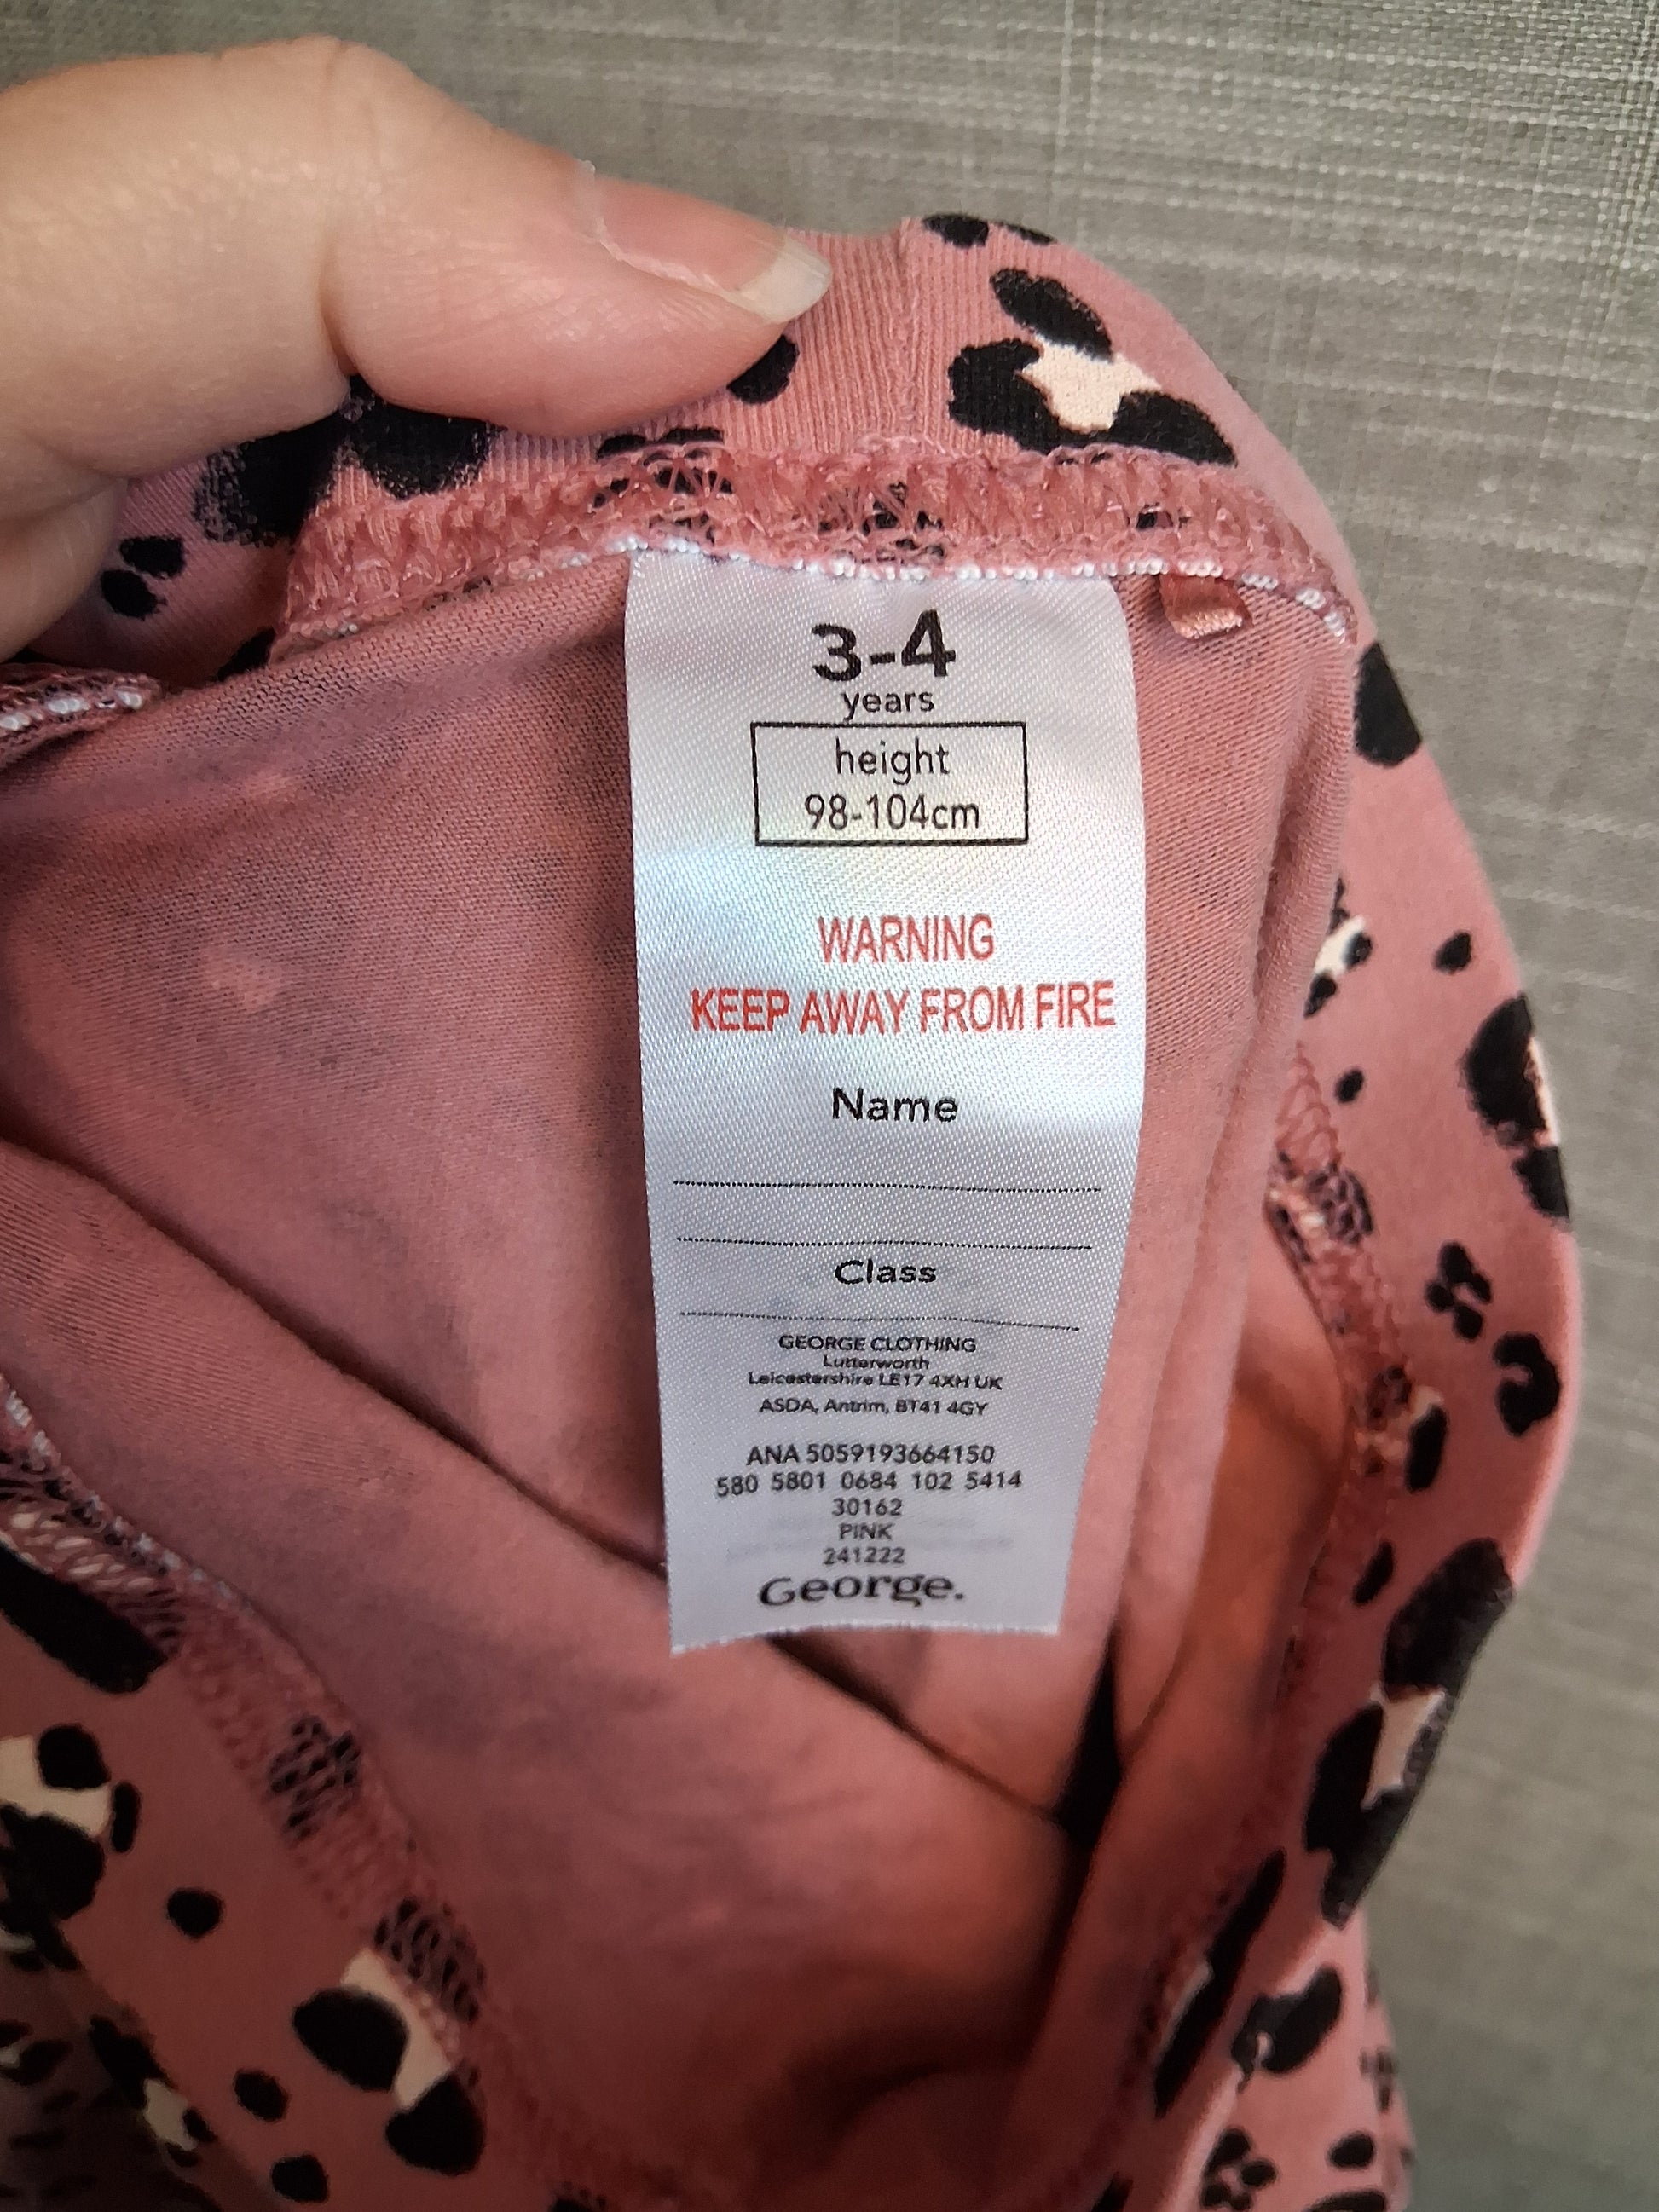 3-4
years
height
98-104cm
WARNING
KEEP AWAY FROM FIRE
Name
Class
GEORGE CLOTHING
Lutterworth
Leicestershire LE17 4XH UK
ASDA, Antrim, BT41 4GY
ANA 5059193664150
580 5801 0684 102 5414
30162
PINK
241222
George.